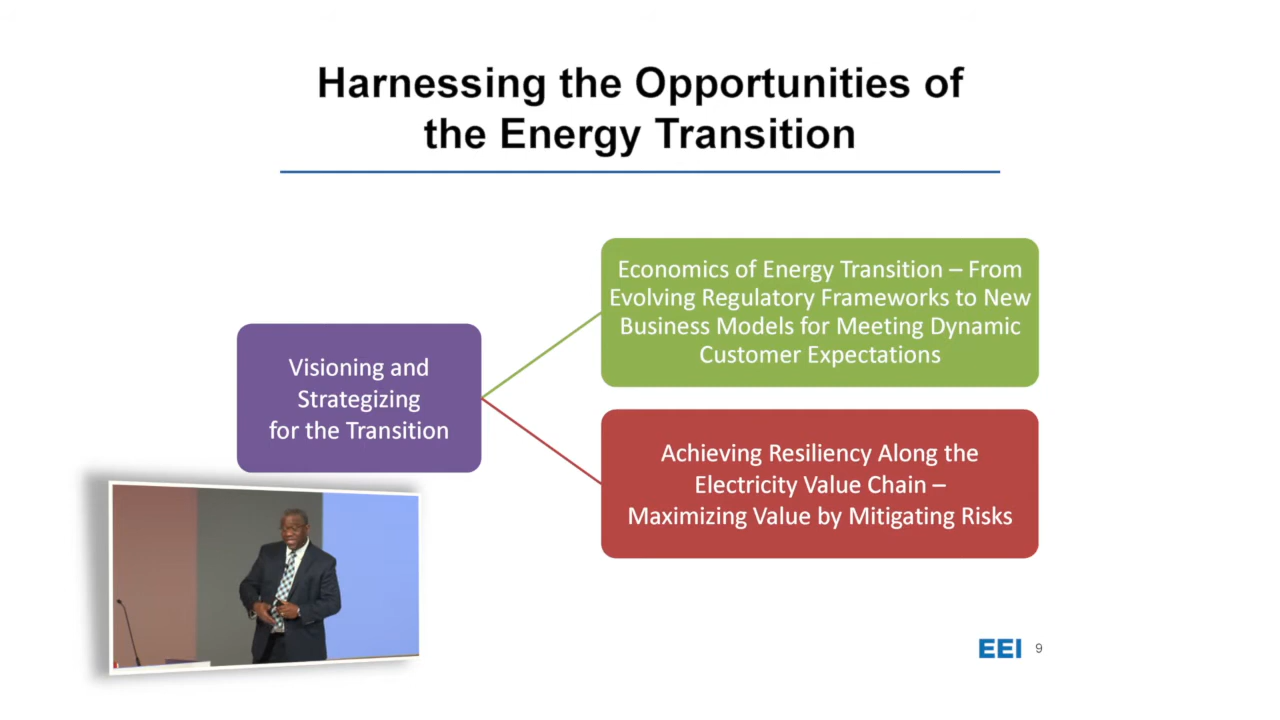 Harnessing the Opportunities of
the Energy Transition
Visioning and
Strategizing
for the Transition
Economics of Energy Transition – From
Evolving Regulatory Frameworks to New
Business Models for Meeting Dynamic
Customer Expectations
Achieving Resiliency Along the
Electricity Value Chain –
Maximizing Value by Mitigating Risks
EEI 9